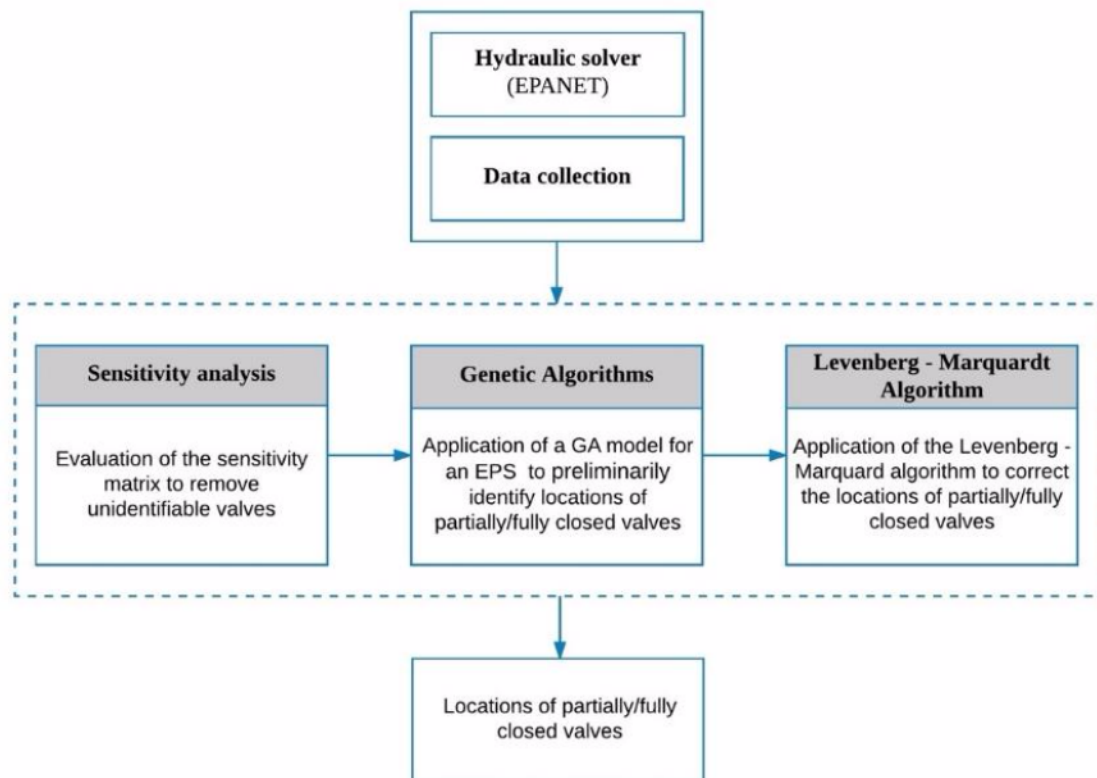 Hydraulic solver
(EPANET)
Data collection
Sensitivity analysis
Evaluation of the sensitivity
matrix to remove
unidentifiable valves
Genetic Algorithms
Application of a GA model for
an EPS to preliminarily
identify locations of
partially/fully closed valves
Levenberg - Marquardt
Algorithm
Application of the Levenberg -
Marquard algorithm to correct
the locations of partially/fully
closed valves
Locations of partially/fully
closed valves